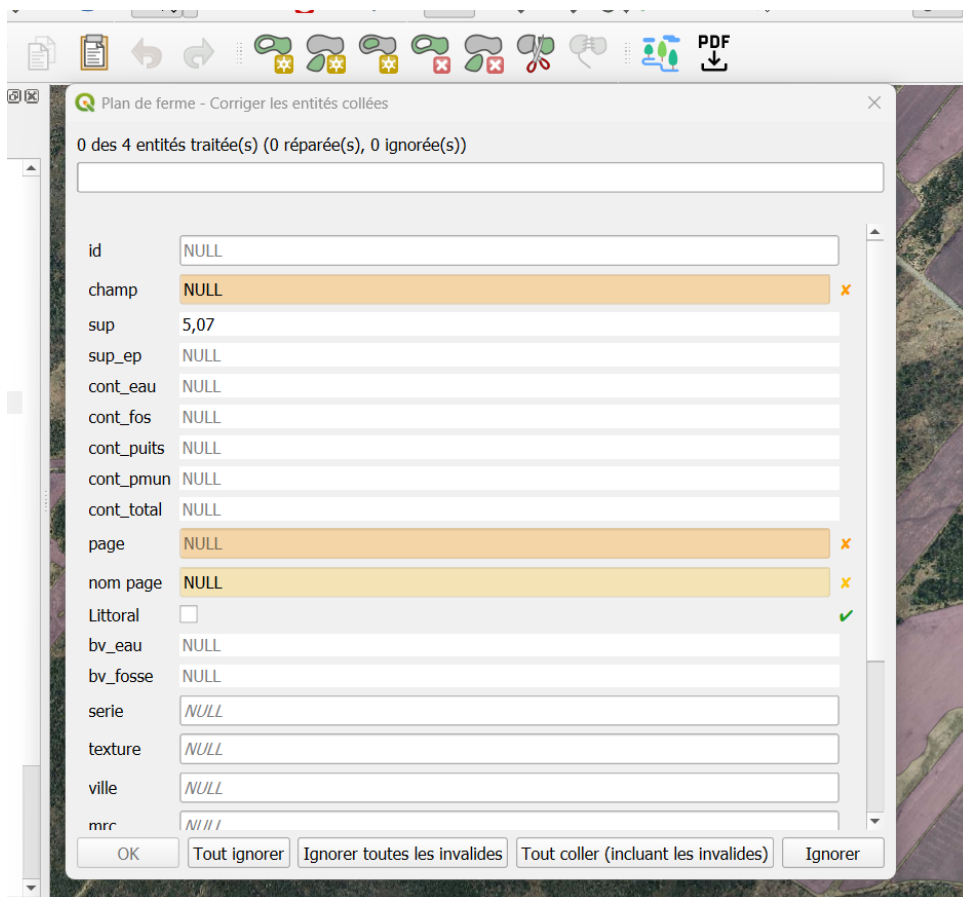 PDF
Plan de ferme - Corriger les entités collées
0 des 4 entités traitée(s) (0 réparée(s), 0 ignorée(s))
id NULL
champ NULL
sup 5,07
sup_ep NULL
cont_eau NULL
cont_fos NULL
cont_puits NULL
cont_pmun NULL
cont_total NULL
page NULL
nom page NULL
Littoral
bv_eau NULL
bv_fosse NULL
serie NULL
texture NULL
ville NULL
mrc NULL
OK Tout ignorer Ignorer toutes les invalides Tout coller (incluant les invalides) Ignorer